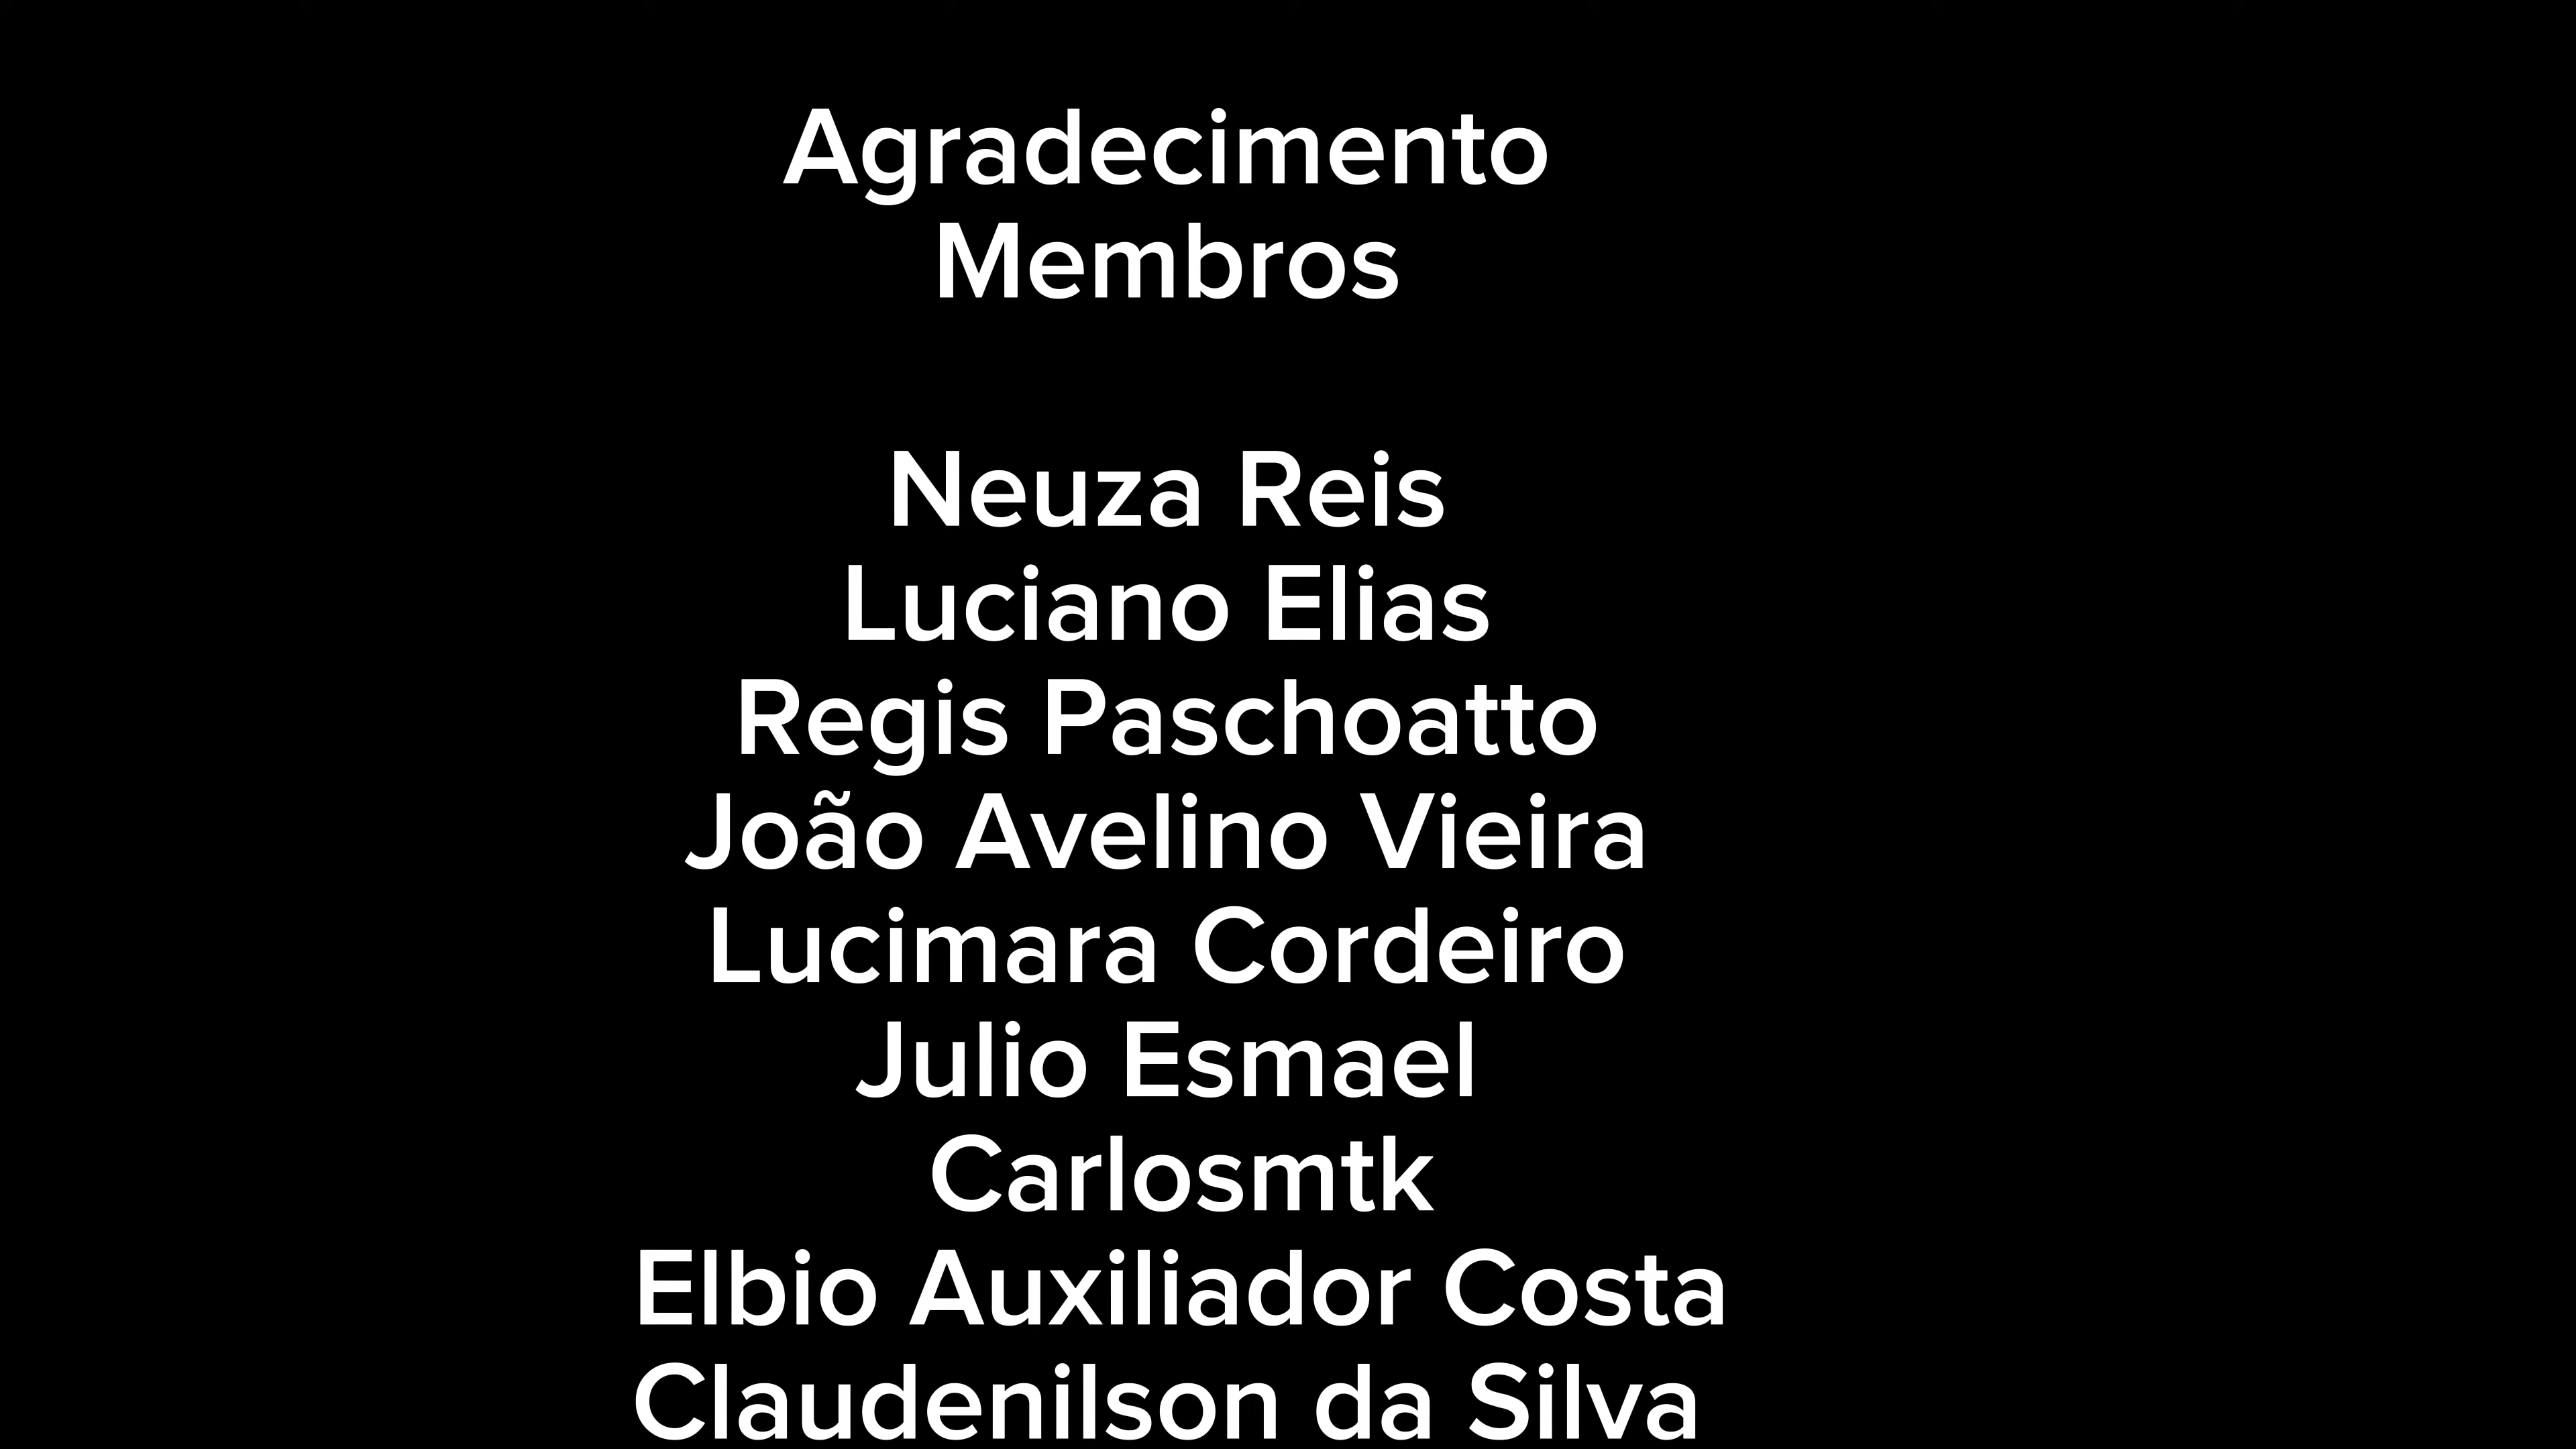 Agradecimento
Membros
Neuza Reis
Luciano Elias
Regis Paschoatto
João Avelino Vieira
Lucimara Cordeiro
Julio Esmael
Carlosmtk
Elbio Auxiliador Costa
Claudenilson da Silva